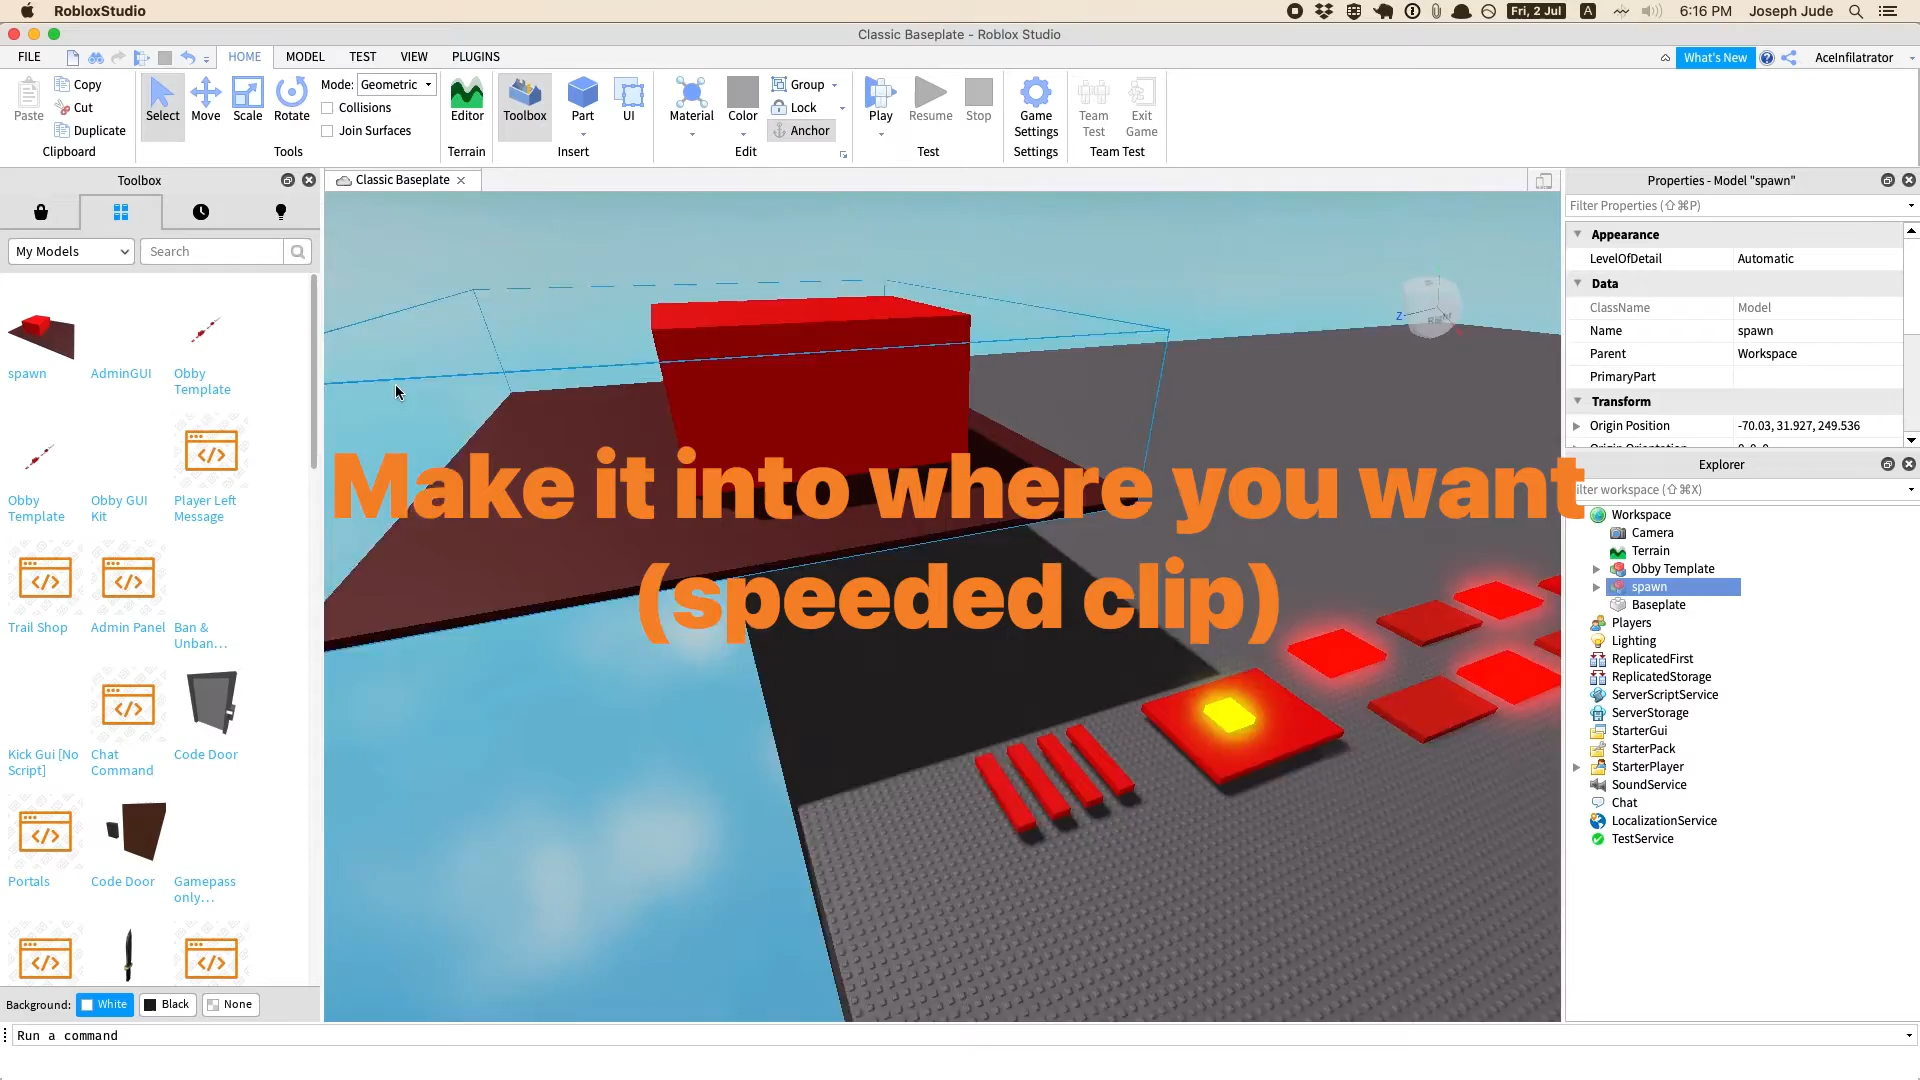 RobloxStudio
Fri, 2 Jul
A
6:16 PM
Joseph Jude
Classic Baseplate - Roblox Studio
FILE
HOME
MODEL
TEST
VIEW
PLUGINS
What's New
AceInfilatrator
Paste
Copy
Cut
Duplicate
Clipboard
Select
Move
Scale
Rotate
Mode: Geometric
Collisions
Join Surfaces
Tools
Editor
Terrain
Toolbox
Part
UI
Insert
Material
Color
Group
Lock
Anchor
Edit
Play
Resume
Stop
Test
Game
Settings
Settings
Team
Test
Exit
Game
Team Test
Toolbox
My Models
Search
spawn
AdminGUI
Obby
Template
Obby
Template
Obby GUI
Kit
Player Left
Message
Trail Shop
Admin Panel
Ban &
Unban...
Kick Gui [No
Script]
Chat
Command
Code Door
Portals
Code Door
Gamepass
only...
Background:
White
Black
None
Run a command
Classic Baseplate
Z
Make it into where you want
(speeded clip)
Properties - Model "spawn"
Filter Properties (⇧⌘P)
Appearance
LevelOfDetail
Automatic
Data
ClassName
Model
Name
spawn
Parent
Workspace
PrimaryPart
Transform
Origin Position
-70.03, 31.927, 249.536
Explorer
ilter workspace (⇧⌘X)
Workspace
Camera
Terrain
Obby Template
spawn
Baseplate
Players
Lighting
ReplicatedFirst
ReplicatedStorage
ServerScriptService
ServerStorage
StarterGui
StarterPack
StarterPlayer
SoundService
Chat
LocalizationService
TestService